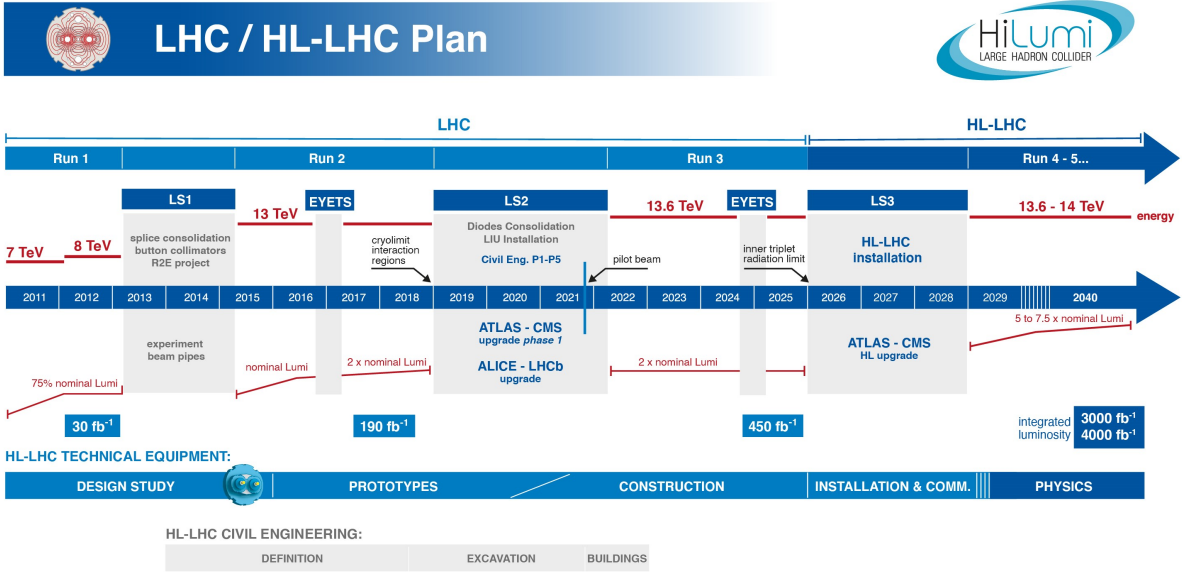 LHC / HL-LHC Plan
HiLumi
LARGE HADRON COLLIDER
LHC
HL-LHC
Run 1
Run 2
Run 3
Run 4 - 5...
LS1
EYETS
LS2
EYETS
LS3
13 TeV
13.6 TeV
13.6 - 14 TeV
energy
7 TeV
8 TeV
splice consolidation
button collimators
R2E project
cryolimit
interaction
regions
Diodes Consolidation
LIU Installation
Civil Eng. P1-P5
pilot beam
inner triplet
radiation limit
HL-LHC
installation
2011
2012
2013
2014
2015
2016
2017
2018
2019
2020
2021
2022
2023
2024
2025
2026
2027
2028
2029
2040
5 to 7.5 x nominal Lumi
experiment
beam pipes
ATLAS - CMS
upgrade phase 1
ALICE - LHCb
upgrade
ATLAS - CMS
HL upgrade
75% nominal Lumi
nominal Lumi
2 x nominal Lumi
2 x nominal Lumi
30 fb⁻¹
190 fb⁻¹
450 fb⁻¹
integrated
luminosity
3000 fb⁻¹
4000 fb⁻¹
HL-LHC TECHNICAL EQUIPMENT:
DESIGN STUDY
PROTOTYPES
CONSTRUCTION
INSTALLATION & COMM.
PHYSICS
HL-LHC CIVIL ENGINEERING:
DEFINITION
EXCAVATION
BUILDINGS